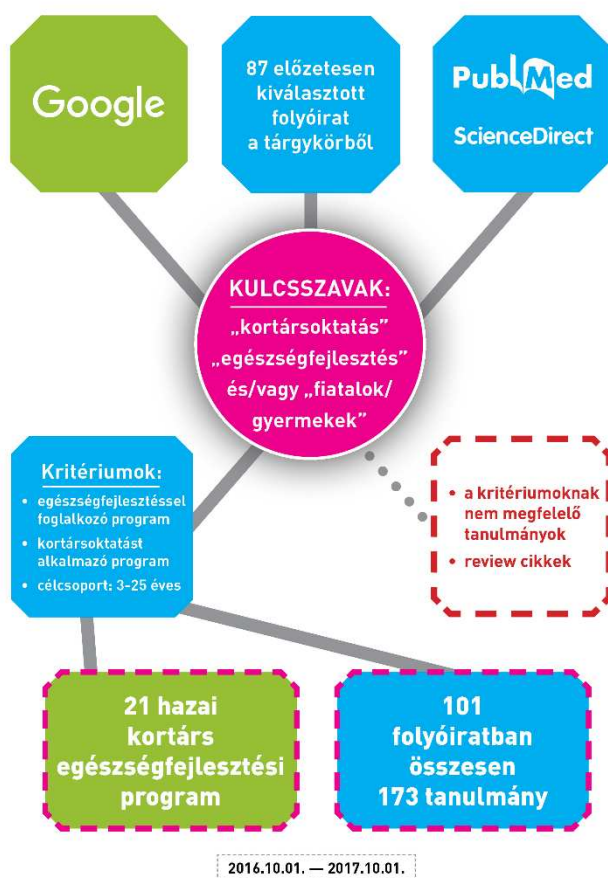 Google
87 előzetesen
kiválasztott
folyóirat
a tárgykörből
PubMed
ScienceDirect
KULCSSZAVAK:
„kortársoktatás”
„egészségfejlesztés”
és/vagy „fiatalok/
gyermekek”
Kritériumok:
• egészségfejlesztéssel
foglalkozó program
• kortársoktatást
alkalmazó program
• célcsoport: 3-25 éves
• a kritériumoknak
nem megfelelő
tanulmányok
• review cikkek
21 hazai
kortárs
egészségfejlesztési
program
101
folyóiratban
összesen
173 tanulmány
2016.10.01. — 2017.10.01.